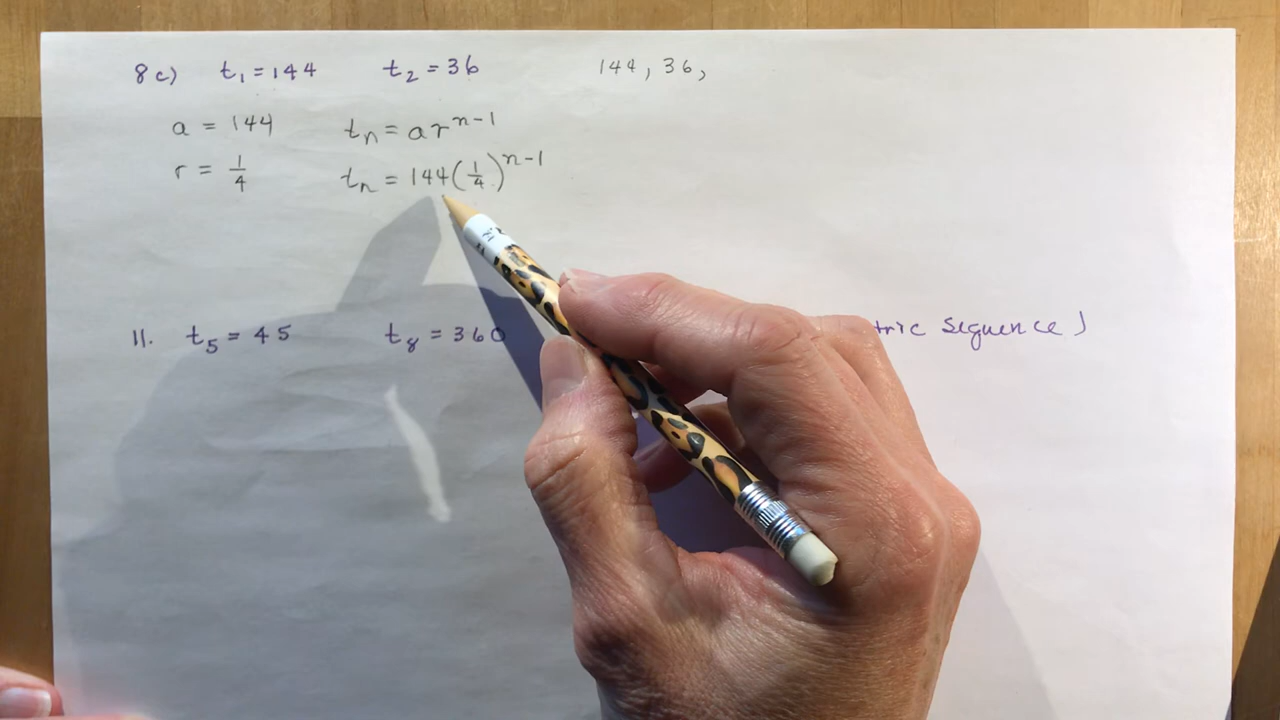 8c) t₁ = 144 t₂ = 36 144, 36,
a = 144 tₙ = arⁿ⁻¹
r = 1/4 tₙ = 144(1/4)ⁿ⁻¹
11. t₅ = 45 t₈ = 360 sequence)